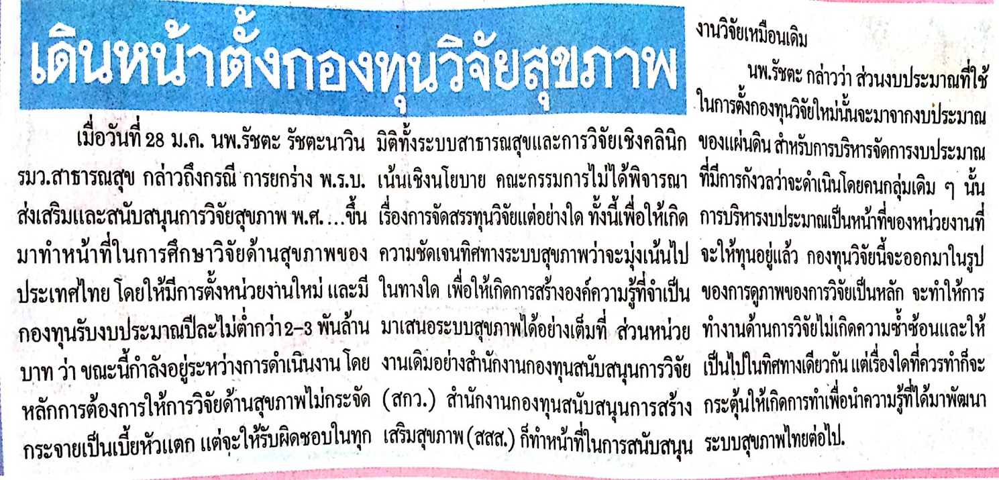 เดินหน้าตั้งกองทุนวิจัยสุขภาพ
เมื่อวันที่ 28 ม.ค. นพ.รัชตะ รัชตะนาวิน
รมว.สาธารณสุข กล่าวถึงกรณี การยกร่าง พ.ร.บ.
ส่งเสริมและสนับสนุนการวิจัยสุขภาพ พ.ศ....ขึ้น
มาทำหน้าที่ในการศึกษาวิจัยด้านสุขภาพของ
ประเทศไทย โดยให้มีการตั้งหน่วยงานใหม่ และมี
กองทุนรับงบประมาณปีละไม่ต่ำกว่า 2-3 พันล้าน
บาท ว่า ขณะนี้กำลังอยู่ระหว่างการดำเนินงาน โดย
หลักการต้องการให้การวิจัยด้านสุขภาพไม่กระจัด
กระจายเป็นเบี้ยหัวแตก แต่จะให้รับผิดชอบในทุก
มิติทั้งระบบสาธารณสุขและการวิจัยเชิงคลินิก
เน้นเชิงนโยบาย คณะกรรมการไม่ได้พิจารณา
เรื่องการจัดสรรทุนวิจัยแต่อย่างใด ทั้งนี้เพื่อให้เกิด
ความชัดเจนทิศทางระบบสุขภาพว่าจะมุ่งเน้นไป
ในทางใด เพื่อให้เกิดการสร้างองค์ความรู้ที่จำเป็น
มาเสนอระบบสุขภาพได้อย่างเต็มที่ ส่วนหน่วย
งานเดิมอย่างสำนักงานกองทุนสนับสนุนการวิจัย
(สกว.) สำนักงานกองทุนสนับสนุนการสร้าง
เสริมสุขภาพ (สสส.) ก็ทำหน้าที่ในการสนับสนุน
งานวิจัยเหมือนเดิม
นพ.รัชตะ กล่าวว่า ส่วนงบประมาณที่ใช้
ในการตั้งกองทุนวิจัยใหม่นั้นจะมาจากงบประมาณ
ของแผ่นดิน สำหรับการบริหารจัดการงบประมาณ
ที่มีการกังวลว่าจะดำเนินโดยคนกลุ่มเดิม ๆ นั้น
การบริหารงบประมาณเป็นหน้าที่ของหน่วยงานที่
จะให้ทุนอยู่แล้ว กองทุนวิจัยนี้จะออกมาในรูป
ของการดูภาพของการวิจัยเป็นหลัก จะทำให้การ
ทำงานด้านการวิจัยไม่เกิดความซ้ำซ้อนและให้
เป็นไปในทิศทางเดียวกัน แต่เรื่องใดที่ควรทำก็จะ
กระตุ้นให้เกิดการทำเพื่อนำความรู้ที่ได้มาพัฒนา
ระบบสุขภาพไทยต่อไป.